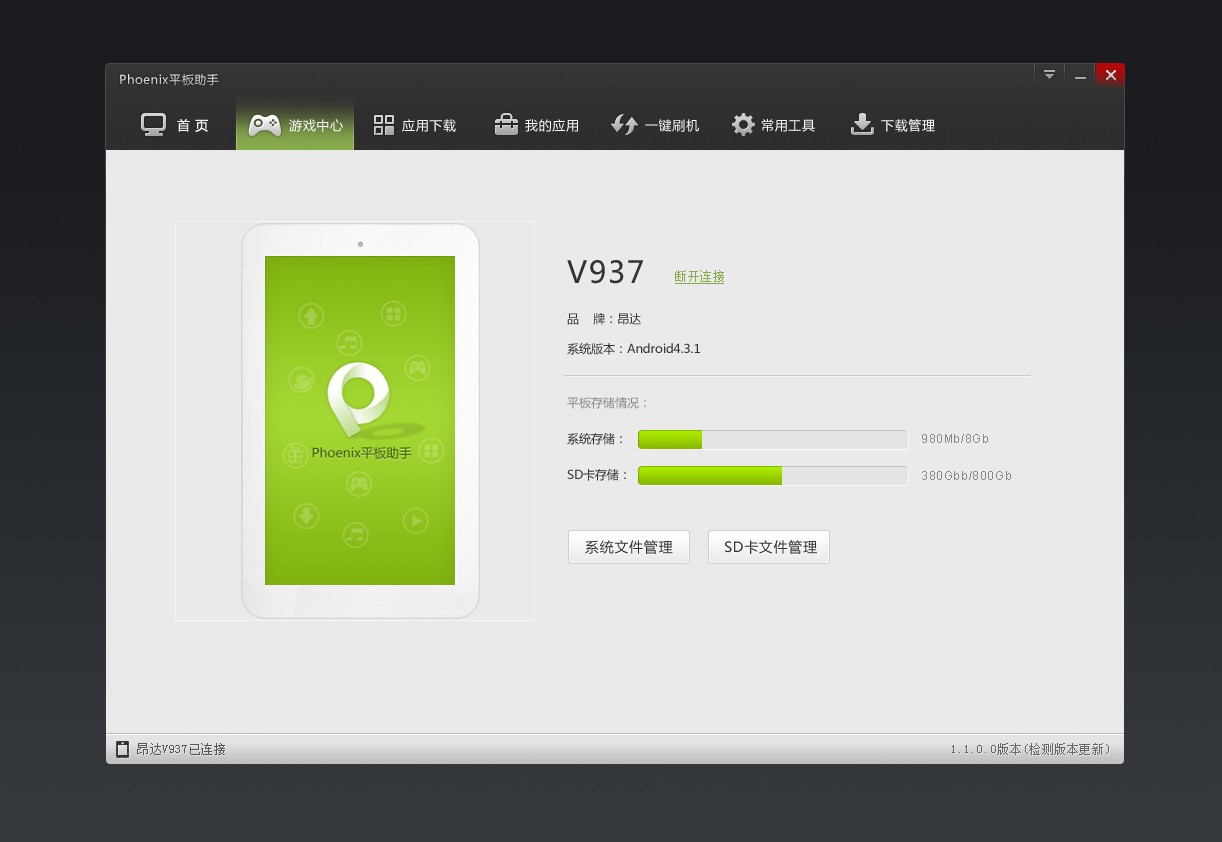 Phoenix平板助手
首 页 游戏中心 应用下载 我的应用 一键刷机 常用工具 下载管理
V937 断开连接
品 牌：昂达
系统版本：Android4.3.1
平板存储情况：
系统存储： 980Mb/8Gb
SD卡存储： 380Gbb/800Gb
系统文件管理 SD卡文件管理
Phoenix平板助手
昂达V937已连接 1.1.0.0版本(检测版本更新)